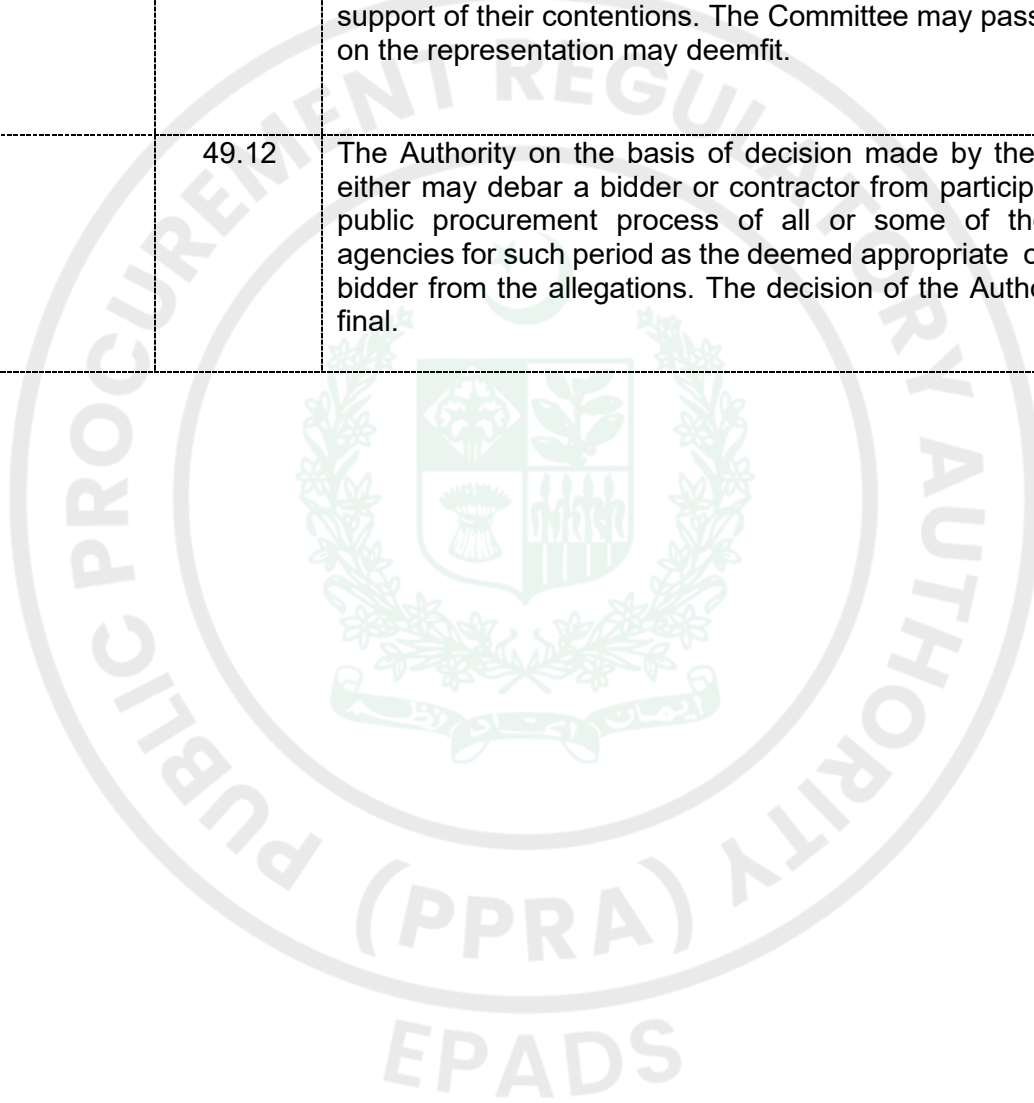 support of their contentions. The Committee may pass
on the representation may deemfit.
49.12 The Authority on the basis of decision made by the
either may debar a bidder or contractor from particip
public procurement process of all or some of the
agencies for such period as the deemed appropriate o
bidder from the allegations. The decision of the Autho
final.
PUBLIC PROCUREMENT REGULATORY AUTHORITY
(PPRA)
EPADS